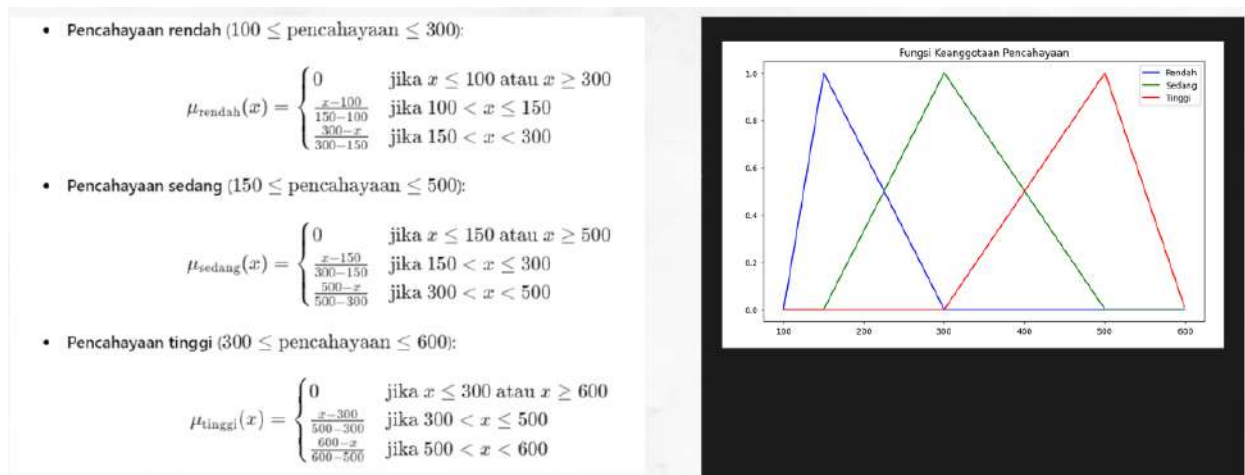 • Pencahayaan rendah (100 ≤ pencahayaan ≤ 300):
μrendah(x) = { 0 jika x ≤ 100 atau x ≥ 300
x−100/150−100 jika 100 < x ≤ 150
300−x/300−150 jika 150 < x < 300
• Pencahayaan sedang (150 ≤ pencahayaan ≤ 500):
μsedang(x) = { 0 jika x ≤ 150 atau x ≥ 500
x−150/300−150 jika 150 < x ≤ 300
500−x/500−300 jika 300 < x < 500
• Pencahayaan tinggi (300 ≤ pencahayaan ≤ 600):
μtinggi(x) = { 0 jika x ≤ 300 atau x ≥ 600
x−300/500−300 jika 300 < x ≤ 500
600−x/600−500 jika 500 < x < 600
Fungsi Keanggotaan Pencahayaan
Rendah
Sedang
Tinggi
1.0
0.8
0.6
0.4
0.2
0.0
100 200 300 400 500 600